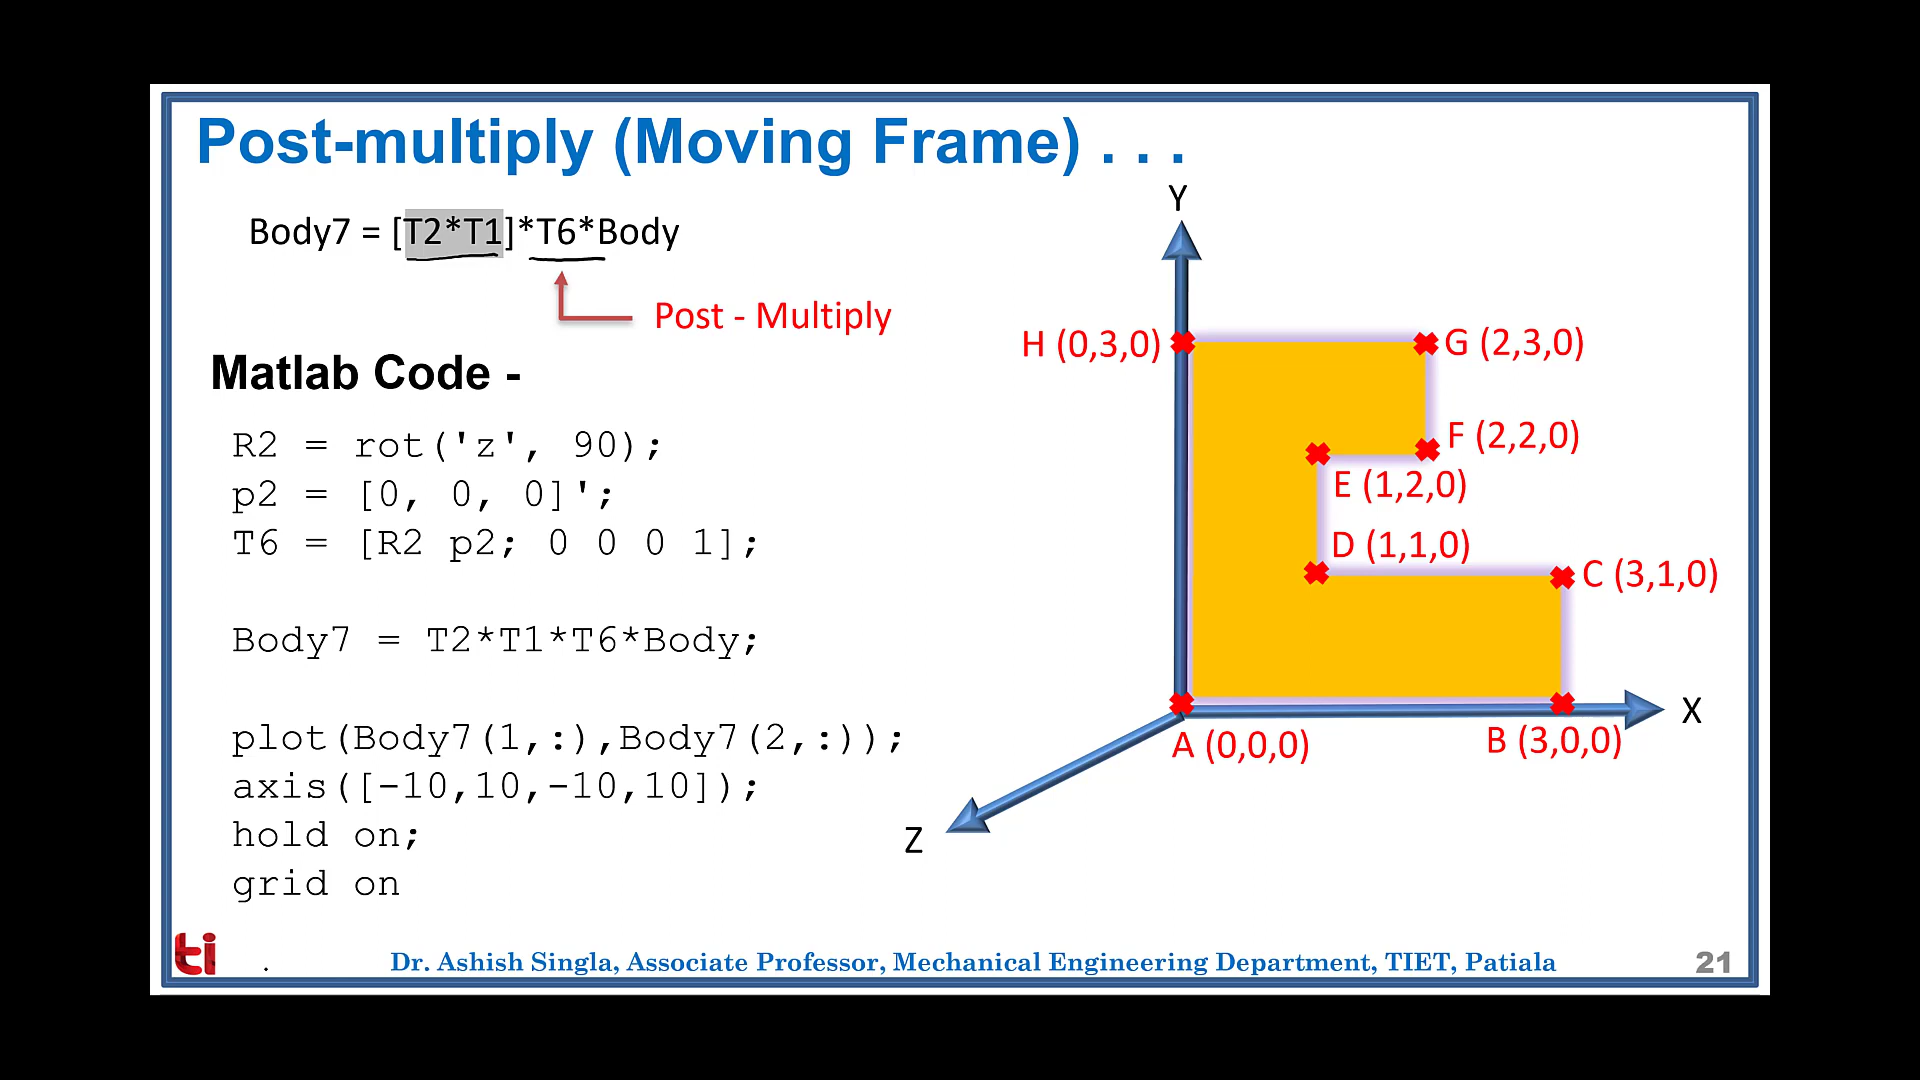 Post-multiply (Moving Frame) . . .
Body7 = [T2*T1]*T6*Body
Post - Multiply
Matlab Code -
R2 = rot('z', 90);
p2 = [0, 0, 0]';
T6 = [R2 p2; 0 0 0 1];
Body7 = T2*T1*T6*Body;
plot(Body7(1,:),Body7(2,:));
axis([-10,10,-10,10]);
hold on;
grid on
Y
H (0,3,0)
G (2,3,0)
F (2,2,0)
E (1,2,0)
D (1,1,0)
C (3,1,0)
X
A (0,0,0)
B (3,0,0)
Z
ti
Dr. Ashish Singla, Associate Professor, Mechanical Engineering Department, TIET, Patiala
21